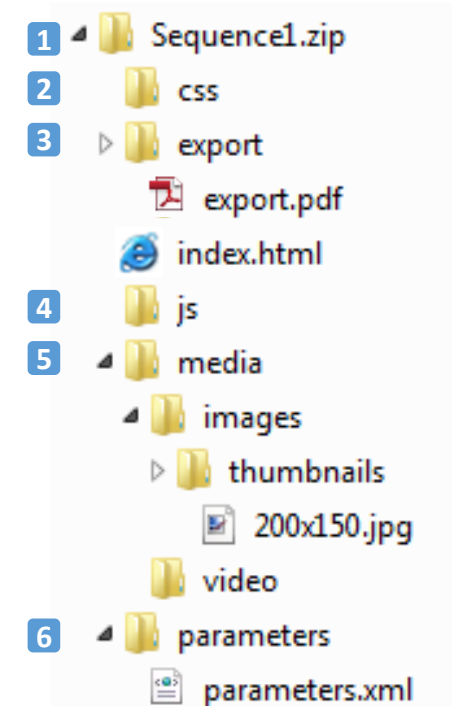 1 Sequence1.zip
2 css
3 export
export.pdf
index.html
4 js
5 media
images
thumbnails
200x150.jpg
video
6 parameters
parameters.xml